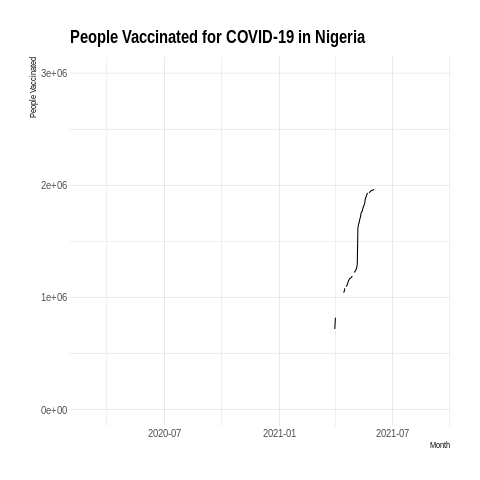 People Vaccinated for COVID-19 in Nigeria
People Vaccinated
3e+06
2e+06
1e+06
0e+00
2020-07
2021-01
2021-07
Month